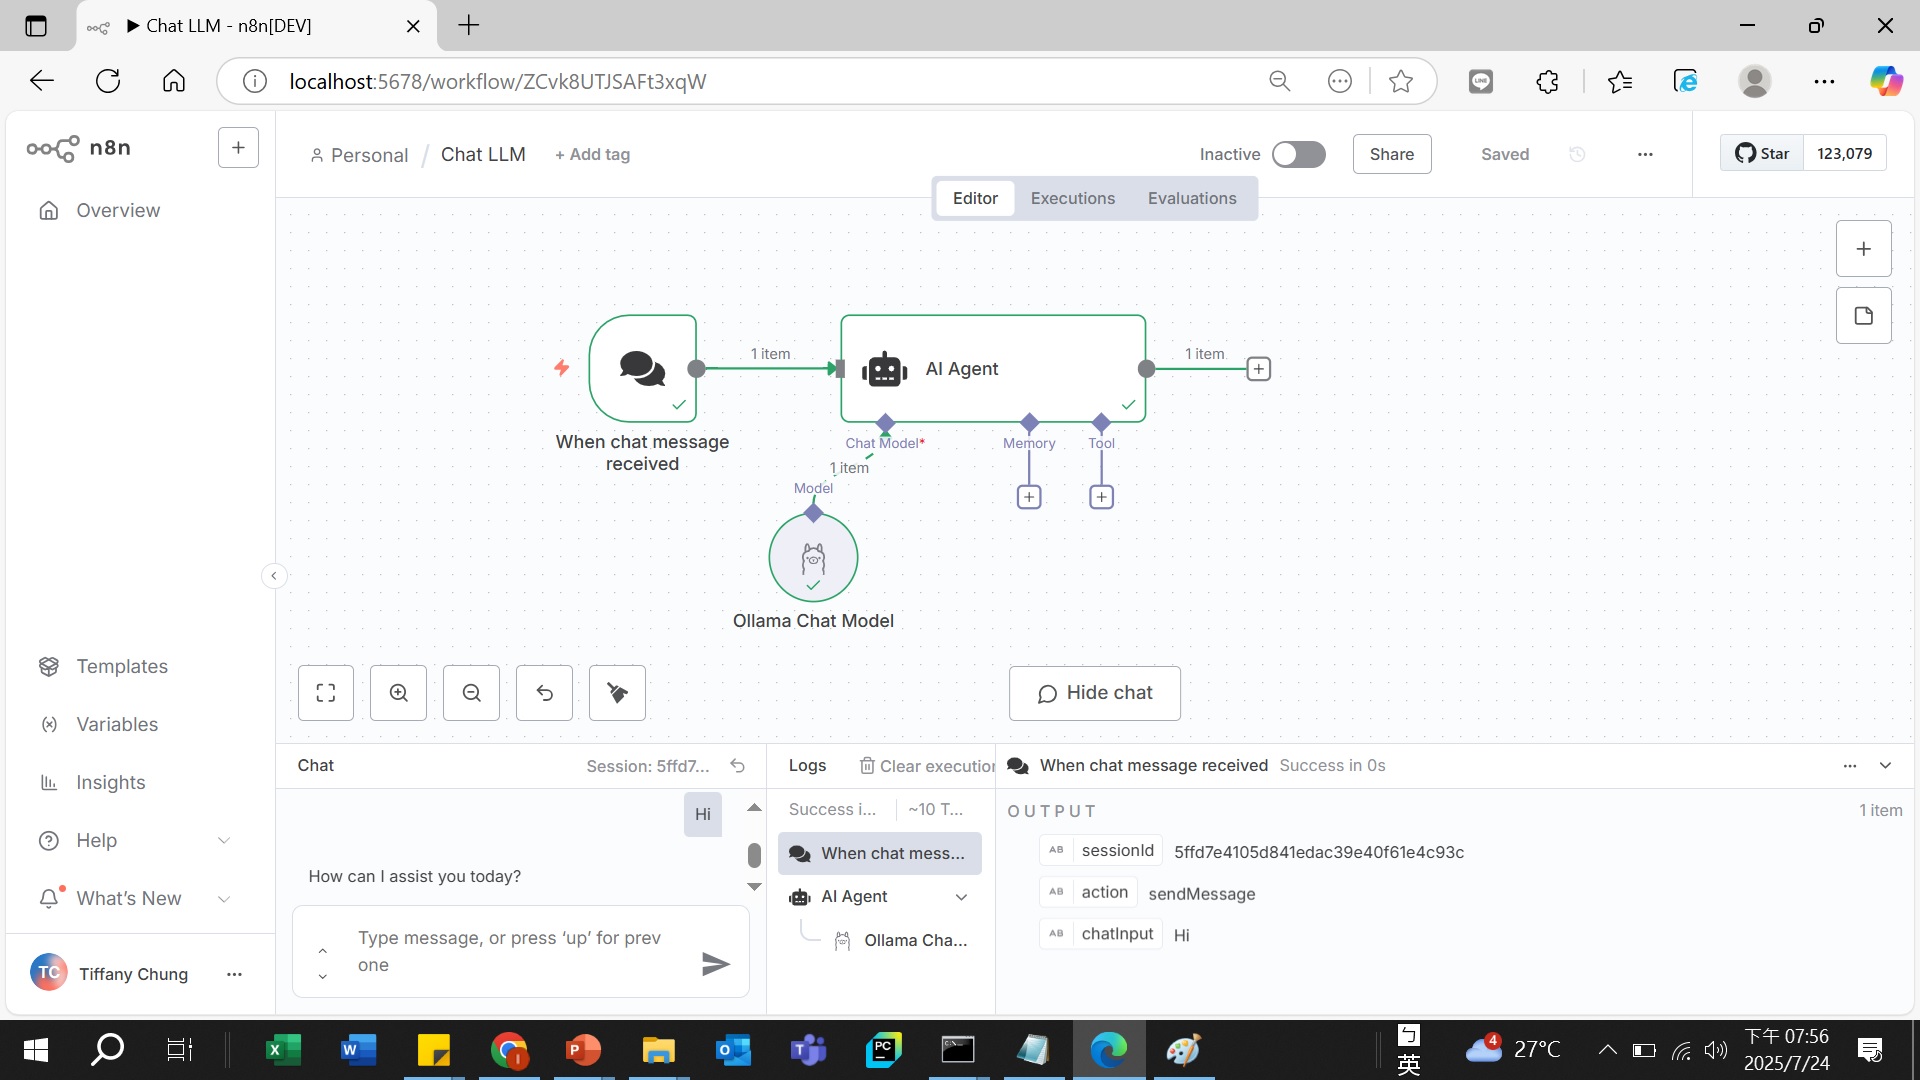 Chat LLM - n8n[DEV]
localhost:5678/workflow/ZCvk8UTJSAFt3xqW
n8n
Personal / Chat LLM + Add tag
Inactive
Share
Saved
Star 123,079
Editor Executions Evaluations
Overview
1 item
AI Agent
1 item
When chat message
received
Chat Model*
Memory
Tool
1 item
Model
Ollama Chat Model
Templates
Variables
Insights
Help
What's New
Tiffany Chung
Hide chat
Chat
Session: 5ffd7...
Hi
How can I assist you today?
Type message, or press ‘up’ for prev
one
Logs
Clear execution
Success i... ~10 T...
When chat mess...
AI Agent
Ollama Cha...
When chat message received Success in 0s
OUTPUT 1 item
AB sessionId 5ffd7e4105d841edac39e40f61e4c93c
AB action sendMessage
AB chatInput Hi
ㄅ
英
4
27°C
下午 07:56
2025/7/24